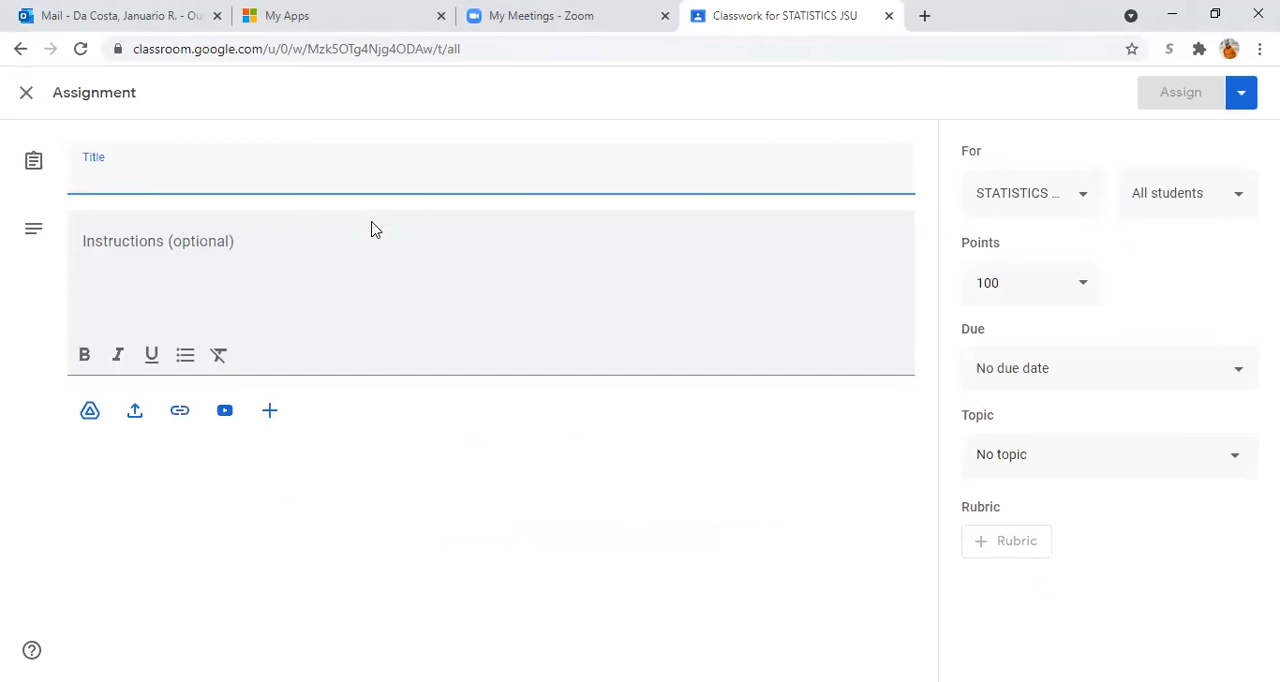 Mail - Da Costa, Januario R. - Ou
My Apps
My Meetings - Zoom
Classwork for STATISTICS JSU
classroom.google.com/u/0/w/Mzk5OTg4Njg4ODAw/t/all
S
Assignment
Assign
Title
Instructions (optional)
B I U
For
STATISTICS ...
All students
Points
100
Due
No due date
Topic
No topic
Rubric
+ Rubric